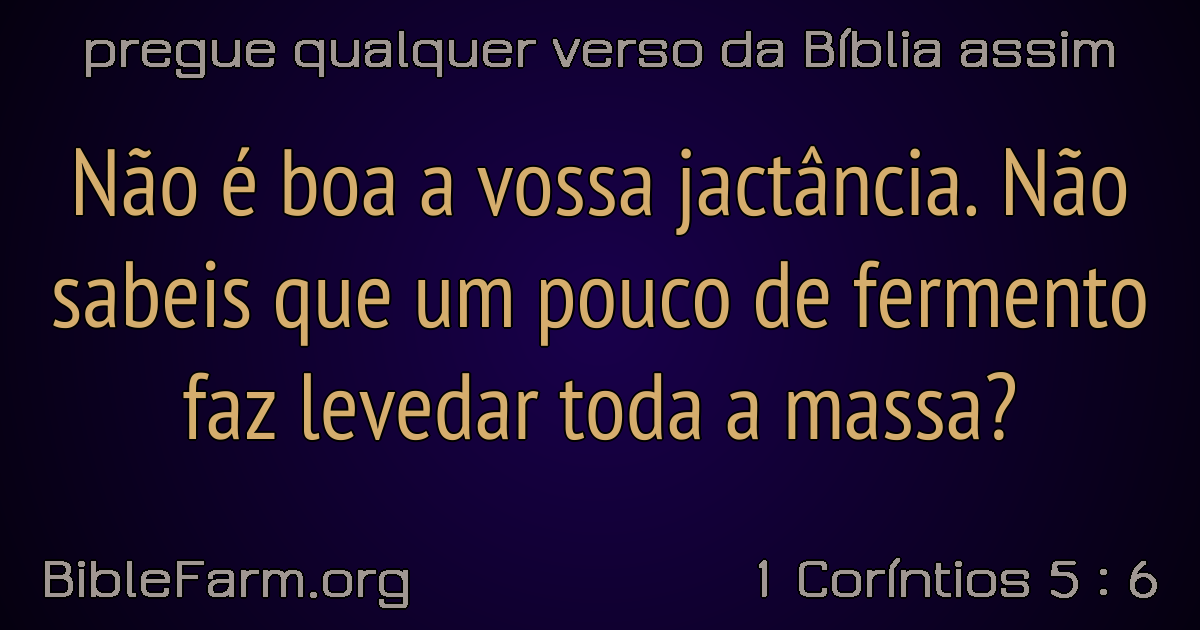 pregue qualquer verso da Bíblia assim
Não é boa a vossa jactância. Não
sabeis que um pouco de fermento
faz levedar toda a massa?
BibleFarm.org
1 Coríntios 5 : 6